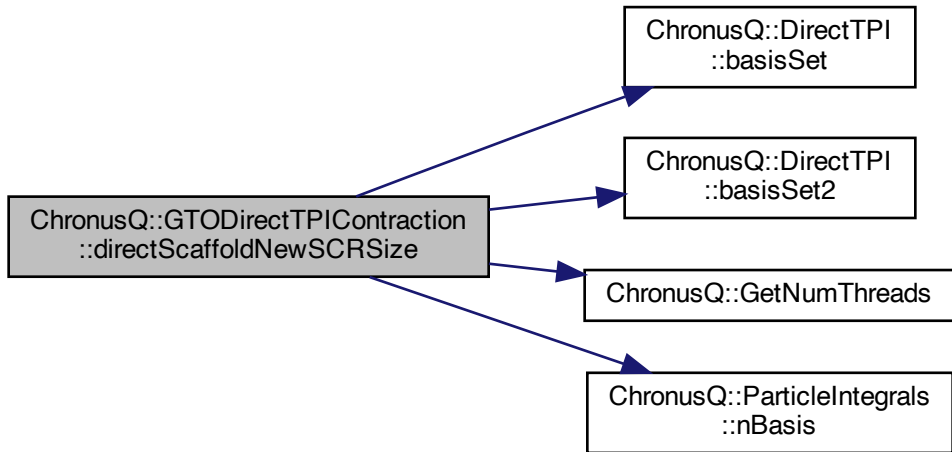 ChronusQ::DirectTPI
::basisSet
ChronusQ::DirectTPI
::basisSet2
ChronusQ::GTODirectTPIContraction
::directScaffoldNewSCRSize
ChronusQ::GetNumThreads
ChronusQ::ParticleIntegrals
::nBasis